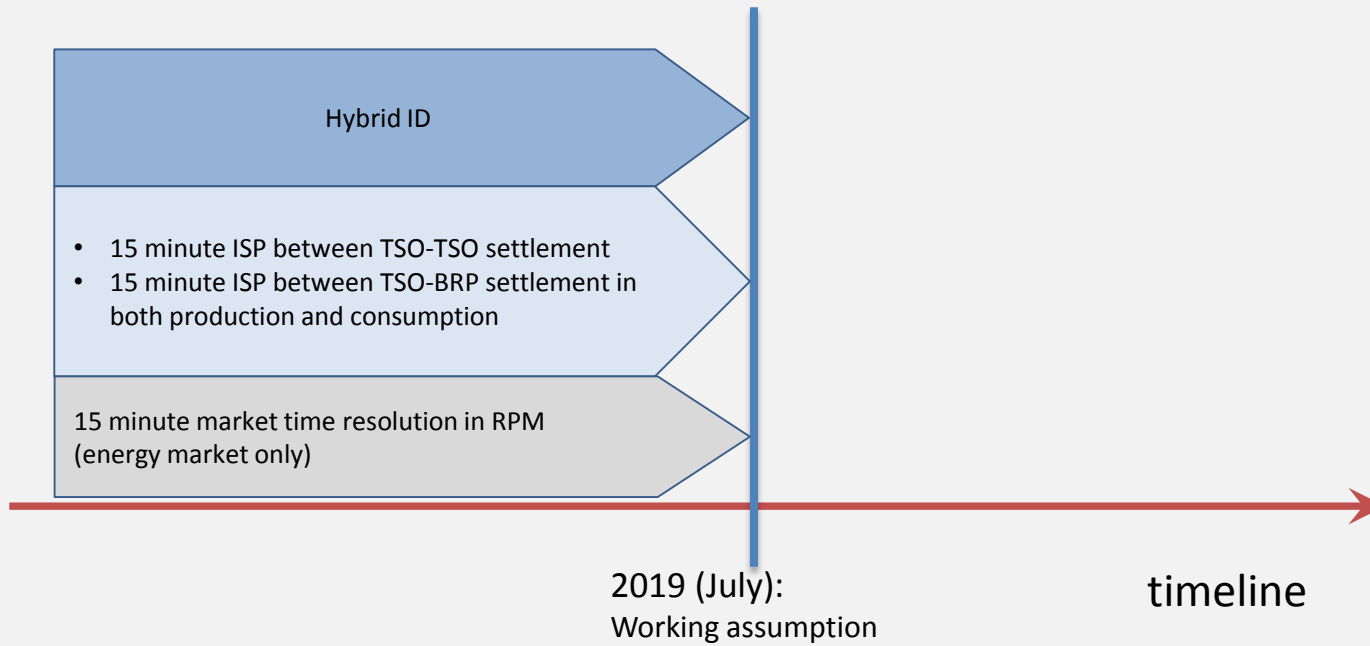 Hybrid ID
• 15 minute ISP between TSO-TSO settlement
• 15 minute ISP between TSO-BRP settlement in
both production and consumption
15 minute market time resolution in RPM
(energy market only)
2019 (July):
Working assumption
timeline